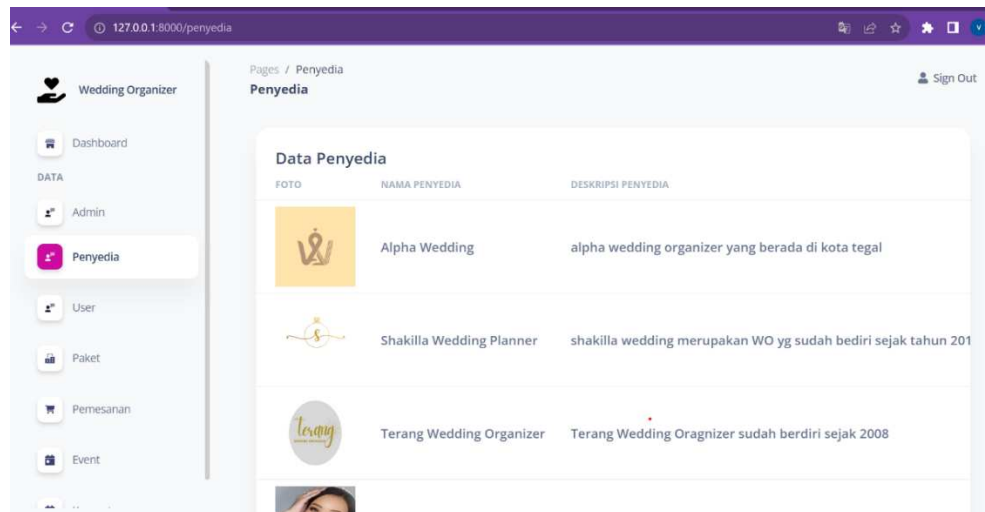 127.0.0.1:8000/penyedia
V
Wedding Organizer
Pages / Penyedia
Penyedia
Sign Out
Dashboard
DATA
Admin
Penyedia
User
Paket
Pemesanan
Event
Data Penyedia
FOTO NAMA PENYEDIA DESKRIPSI PENYEDIA
Alpha Wedding alpha wedding organizer yang berada di kota tegal
S
Shakilla Wedding Planner shakilla wedding merupakan WO yg sudah bediri sejak tahun 201
terang
Terang Wedding Organizer Terang Wedding Oragnizer sudah berdiri sejak 2008